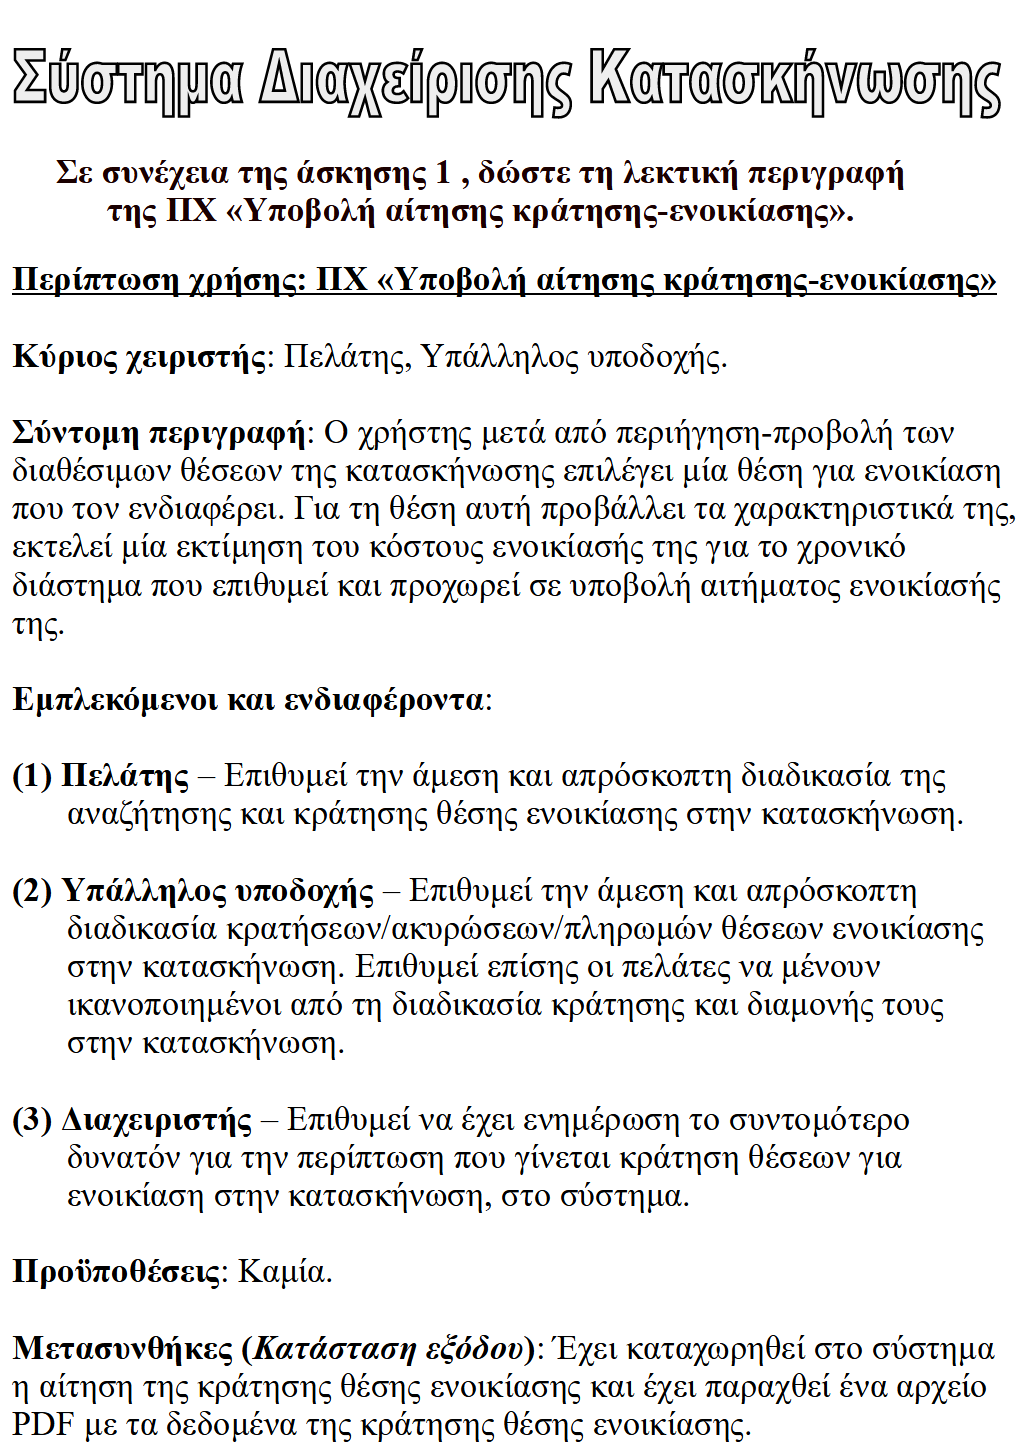 Σύστημα Διαχείρισης Κατασκήνωσης
Σε συνέχεια της άσκησης 1 , δώστε τη λεκτική περιγραφή
της ΠΧ «Υποβολή αίτησης κράτησης-ενοικίασης».
Περίπτωση χρήσης: ΠΧ «Υποβολή αίτησης κράτησης-ενοικίασης»
Κύριος χειριστής: Πελάτης, Υπάλληλος υποδοχής.
Σύντομη περιγραφή: Ο χρήστης μετά από περιήγηση-προβολή των
διαθέσιμων θέσεων της κατασκήνωσης επιλέγει μία θέση για ενοικίαση
που τον ενδιαφέρει. Για τη θέση αυτή προβάλλει τα χαρακτηριστικά της,
εκτελεί μία εκτίμηση του κόστους ενοικίασής της για το χρονικό
διάστημα που επιθυμεί και προχωρεί σε υποβολή αιτήματος ενοικίασής
της.
Εμπλεκόμενοι και ενδιαφέροντα:
(1) Πελάτης – Επιθυμεί την άμεση και απρόσκοπτη διαδικασία της
αναζήτησης και κράτησης θέσης ενοικίασης στην κατασκήνωση.
(2) Υπάλληλος υποδοχής – Επιθυμεί την άμεση και απρόσκοπτη
διαδικασία κρατήσεων/ακυρώσεων/πληρωμών θέσεων ενοικίασης
στην κατασκήνωση. Επιθυμεί επίσης οι πελάτες να μένουν
ικανοποιημένοι από τη διαδικασία κράτησης και διαμονής τους
στην κατασκήνωση.
(3) Διαχειριστής – Επιθυμεί να έχει ενημέρωση το συντομότερο
δυνατόν για την περίπτωση που γίνεται κράτηση θέσεων για
ενοικίαση στην κατασκήνωση, στο σύστημα.
Προϋποθέσεις: Καμία.
Μετασυνθήκες (Κατάσταση εξόδου): Έχει καταχωρηθεί στο σύστημα
η αίτηση της κράτησης θέσης ενοικίασης και έχει παραχθεί ένα αρχείο
PDF με τα δεδομένα της κράτησης θέσης ενοικίασης.